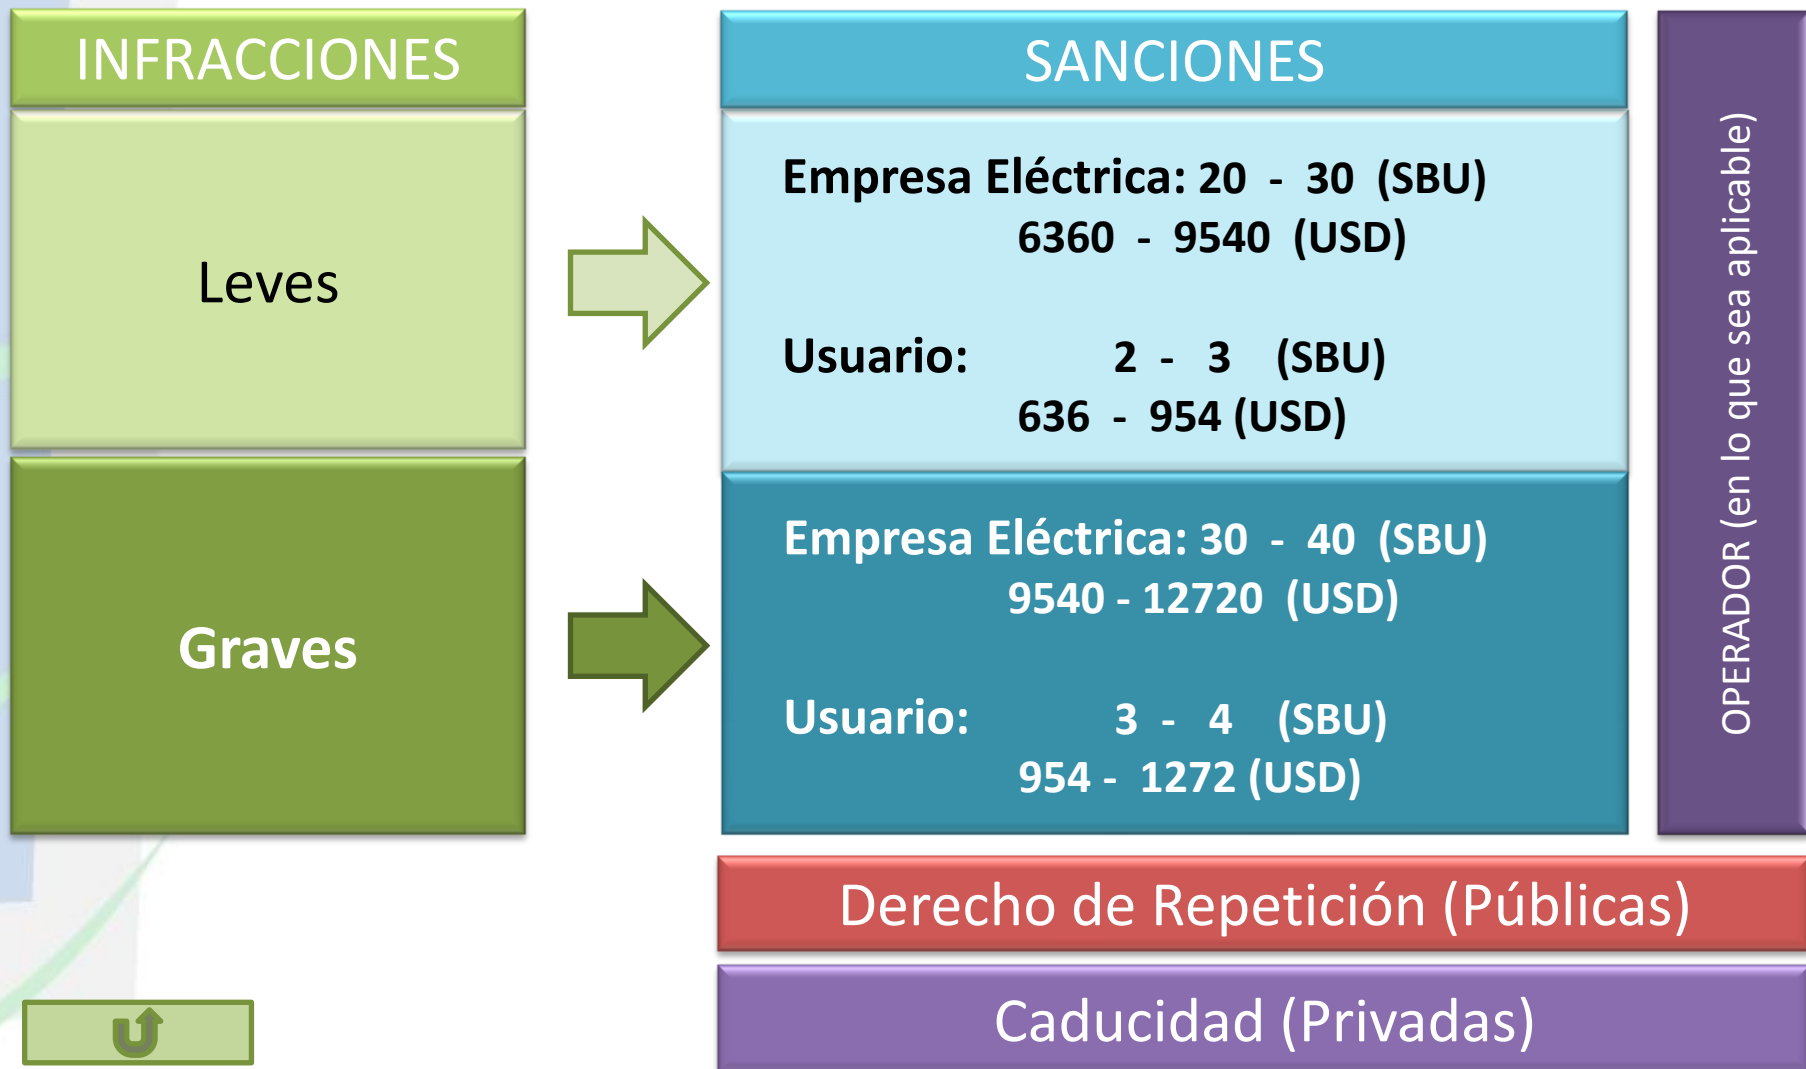 INFRACCIONES
Leves
Graves
SANCIONES
Empresa Eléctrica: 20 - 30 (SBU)
6360 - 9540 (USD)
Usuario: 2 - 3 (SBU)
636 - 954 (USD)
Empresa Eléctrica: 30 - 40 (SBU)
9540 - 12720 (USD)
Usuario: 3 - 4 (SBU)
954 - 1272 (USD)
OPERADOR (en lo que sea aplicable)
Derecho de Repetición (Públicas)
Caducidad (Privadas)